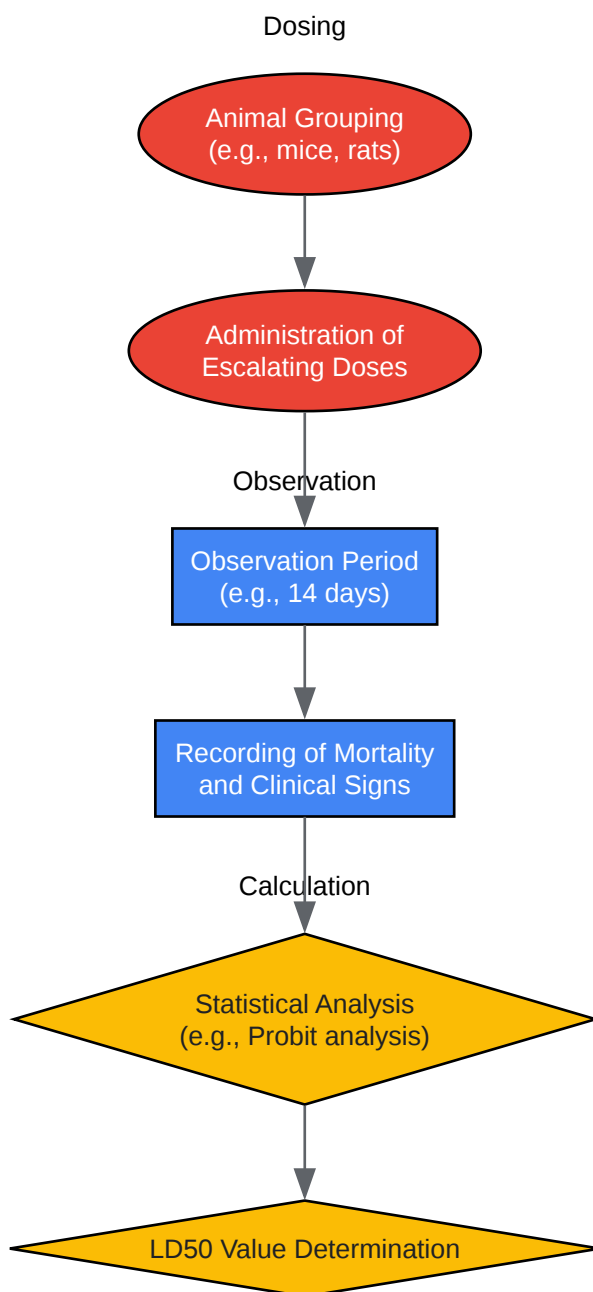 Dosing
Animal Grouping
(e.g., mice, rats)
Administration of
Escalating Doses
Observation
Observation Period
(e.g., 14 days)
Recording of Mortality
and Clinical Signs
Calculation
Statistical Analysis
(e.g., Probit analysis)
LD50 Value Determination